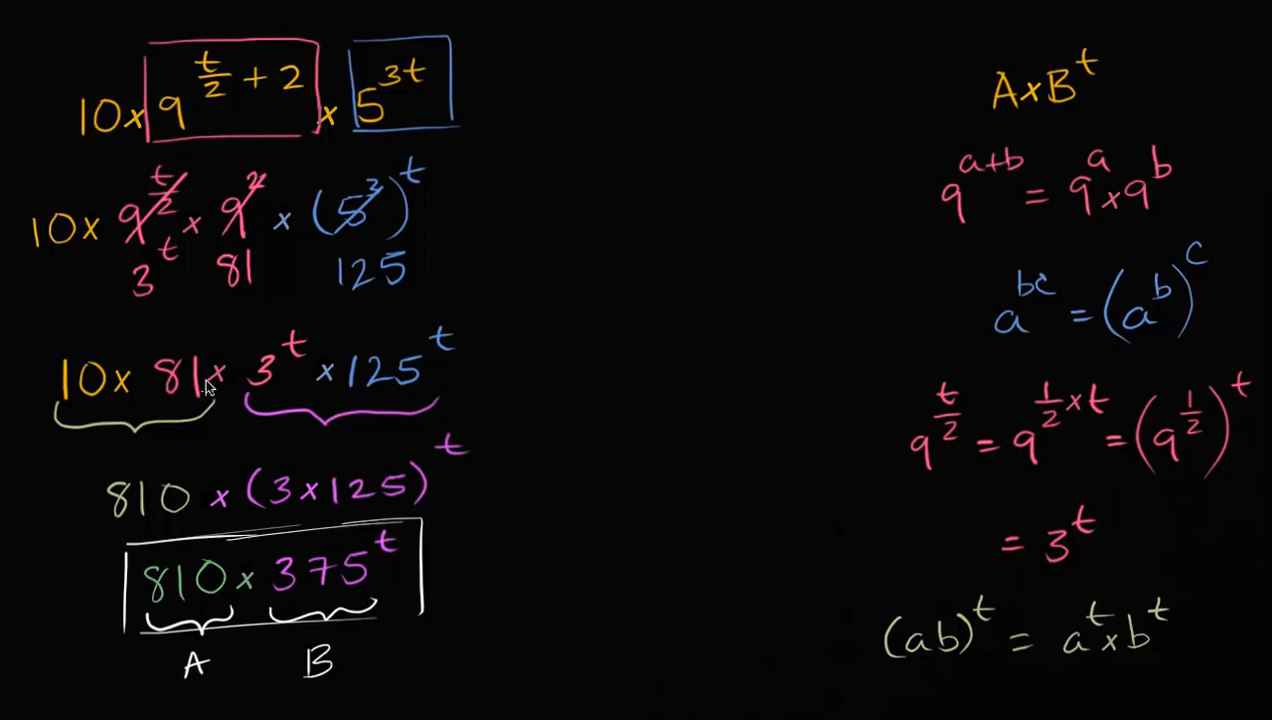 10 × 9^(t/2 + 2) × 5^(3t)
10 × 9^(t/2) × 9^2 × (5^3)^t
3^t 81 125
10 × 81 × 3^t × 125^t
810 × (3 × 125)^t
810 × 375^t
A B
A × B^t
9^(a+b) = 9^a × 9^b
a^(bc) = (a^b)^c
9^(t/2) = 9^(1/2 × t) = (9^(1/2))^t
= 3^t
(ab)^t = a^t × b^t